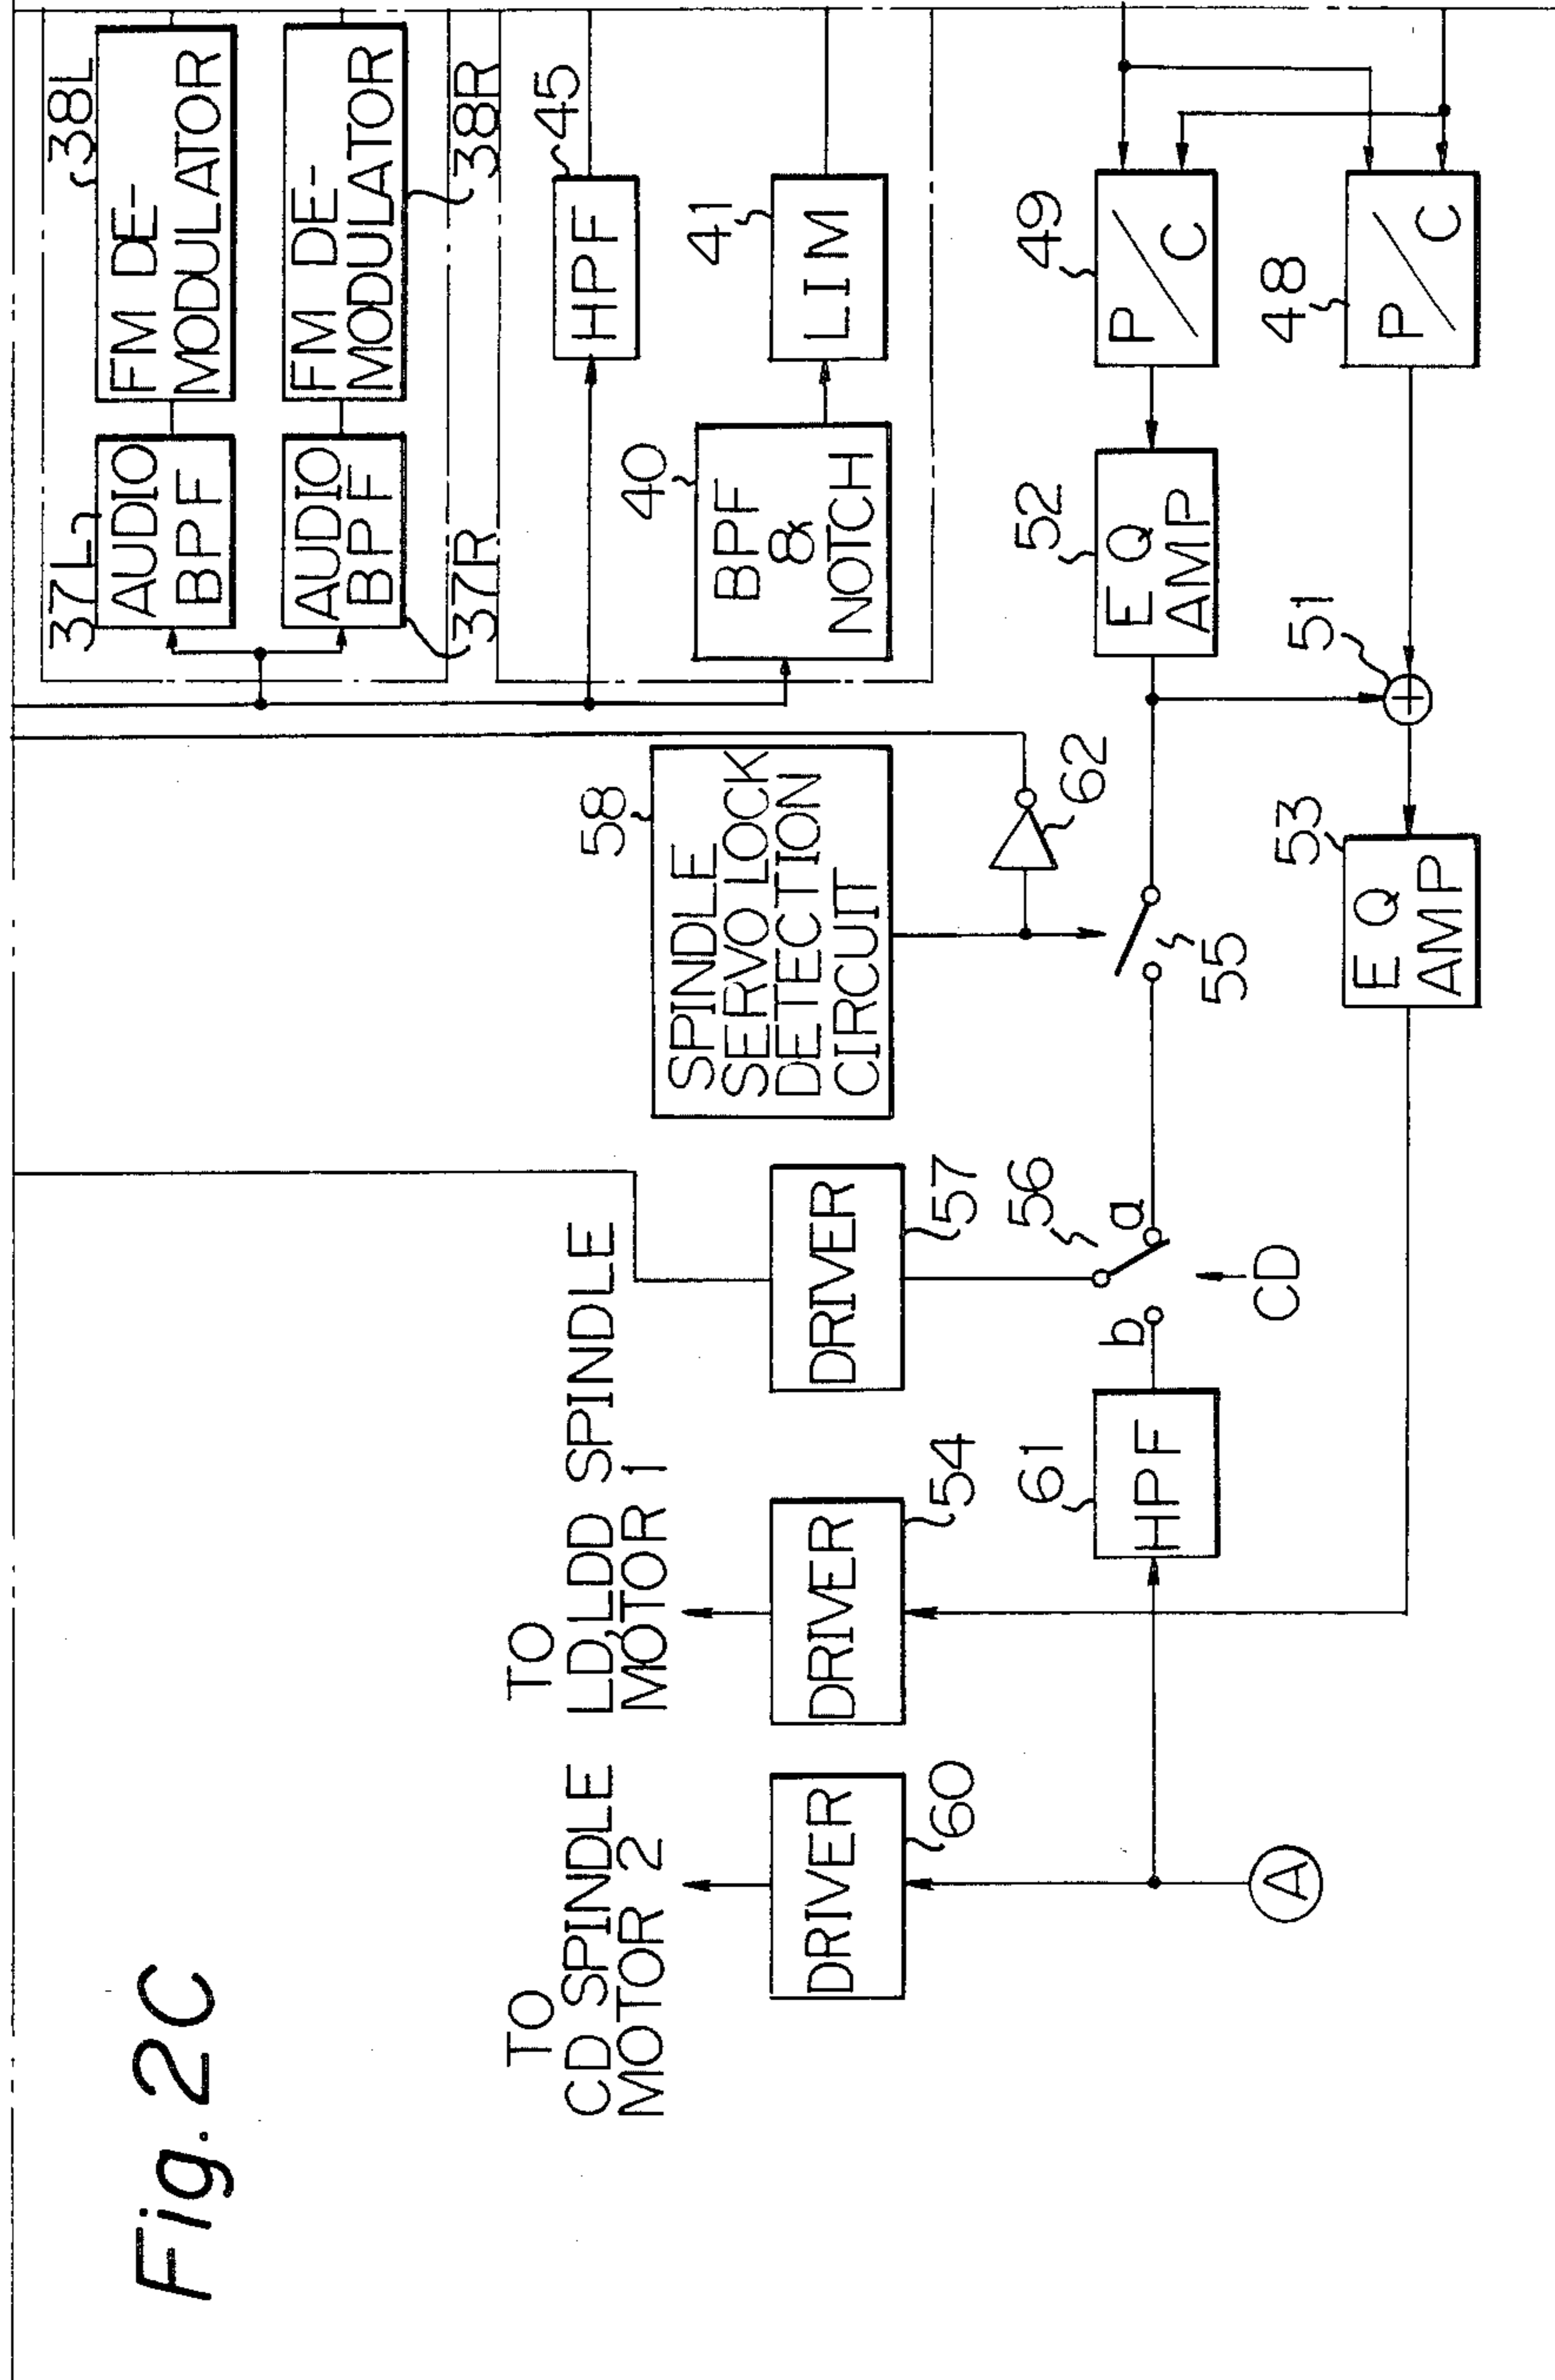 Fig. 2C
37L
AUDIO
BPF
38L
FM DE-
MODULATOR
AUDIO
BPF
37R
FM DE-
MODULATOR
38R
HPF
45
40
BPF
&
NOTCH
41
LIM
58
SPINDLE
SERVO LOCK
DETECTION
CIRCUIT
62
TO
CD SPINDLE
MOTOR 2
TO
LD,LDD SPINDLE
MOTOR 1
DRIVER
60
DRIVER
54
DRIVER
57
61
HPF
b
a
56
CD
55
52
EQ
AMP
49
P/C
53
EQ
AMP
51
+
48
P/C
A